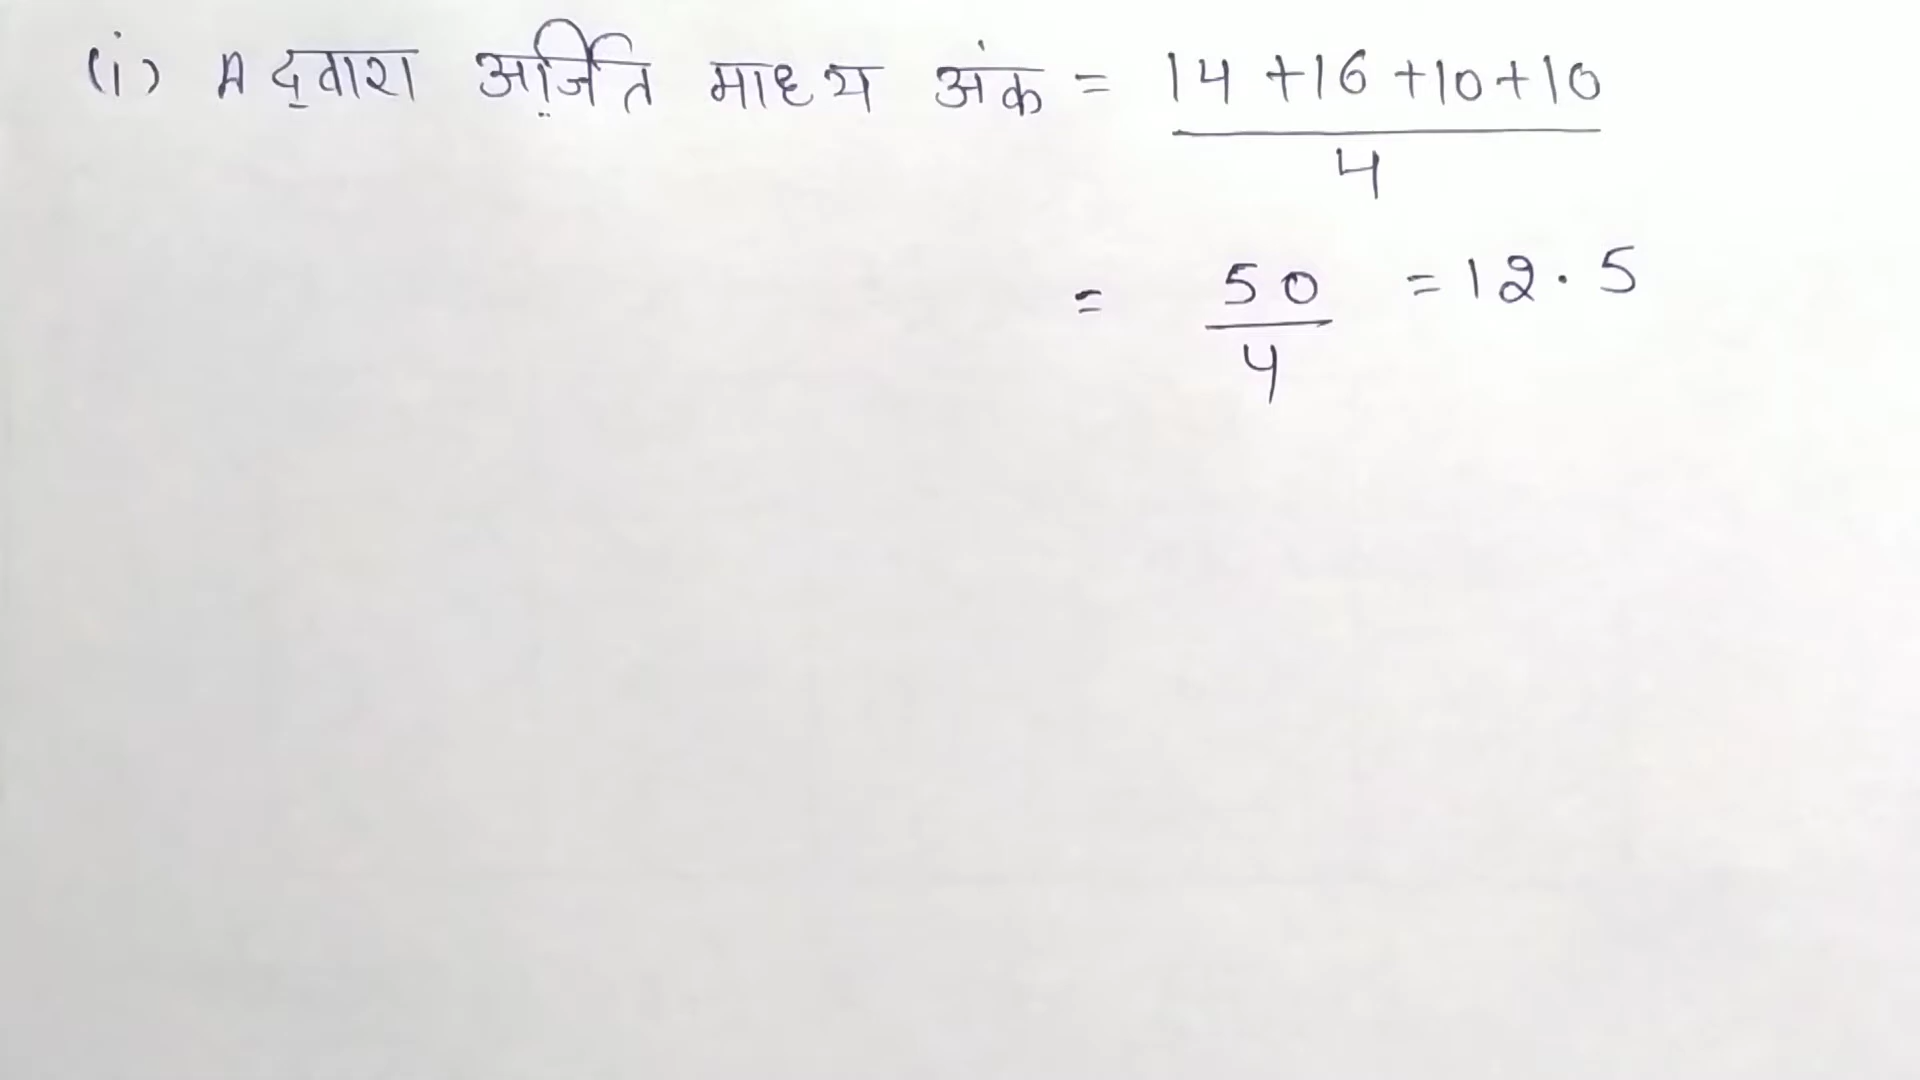 (i) A द्वारा अर्जित माध्य अंक = 14 + 16 + 10 + 10
4
= 50 = 12.5
4